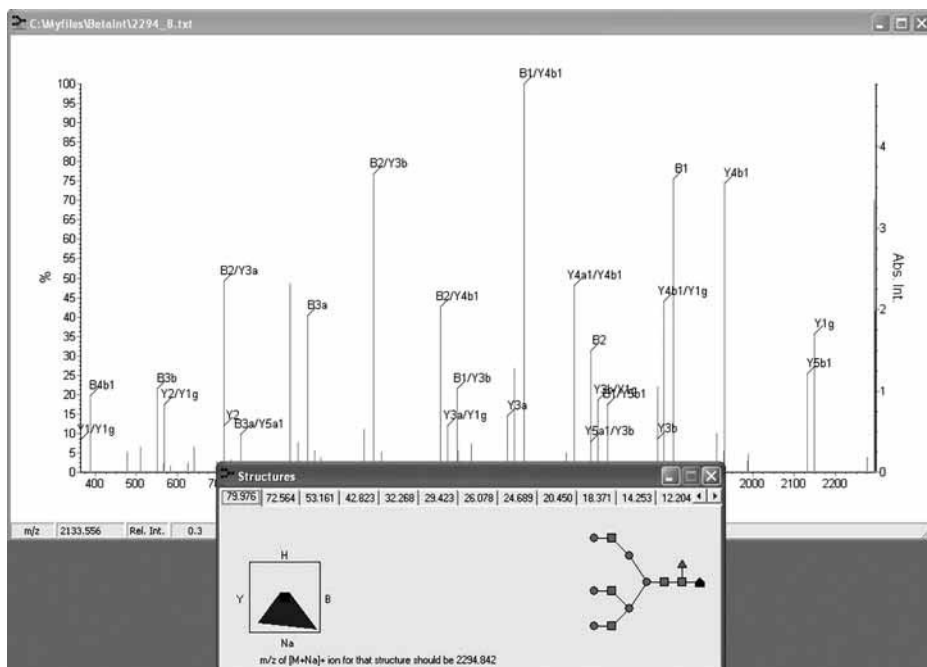 C:\Myfiles\BetaInt\2294_B.txt
B1/Y4b1
100
95
90
85
80
75
70
65
60
55
50
45
40
35
30
25
20
15
10
5
0
%
B2/Y3b
B1
Y4b1
4
3
2
1
0
Abs. Int.
B2/Y3a
B3a
B2/Y4b1
Y4a1/Y4b1
Y4b1/Y1g
B2
Y1g
Y5b1
B4b1
B3b
Y2/Y1g
B1/Y3b
Y3b/Y1g
B1/Y5b1
Y1/Y1g
Y2
B3a/Y5a1
Y3a/Y1g
Y3a
Y5a1/Y3b
Y3b
400 500 600 2000 2100 2200
m/z 2133.556 Rel. Int. 0.3
Structures
79.976 72.564 53.161 42.823 32.268 29.423 26.078 24.689 20.450 18.371 14.253 12.204
H
Y B
Na
m/z of [M+Na]+ ion for that structure should be 2294.842